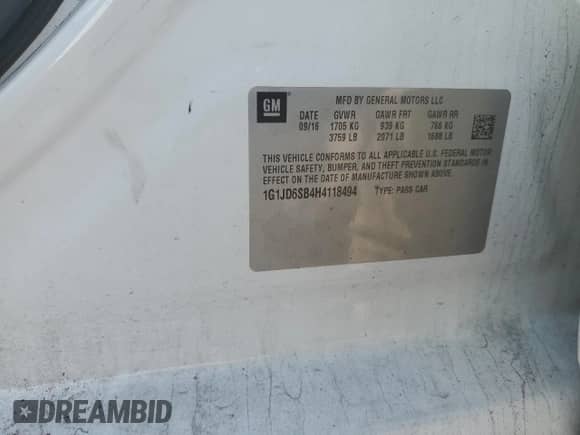 GM
MFD BY GENERAL MOTORS LLC
DATE GVWR GAWR FRT GAWR RR
09/16 1705 KG 939 KG 766 KG
3759 LB 2071 LB 1688 LB
THIS VEHICLE CONFORMS TO ALL APPLICABLE U.S. FEDERAL MOTOR
VEHICLE SAFETY, BUMPER, AND THEFT PREVENTION STANDARDS IN
EFFECT ON THE DATE OF MANUFACTURE SHOWN ABOVE.
1G1JD6SB4H4118494 TYPE: PASS CAR
DREAMBID